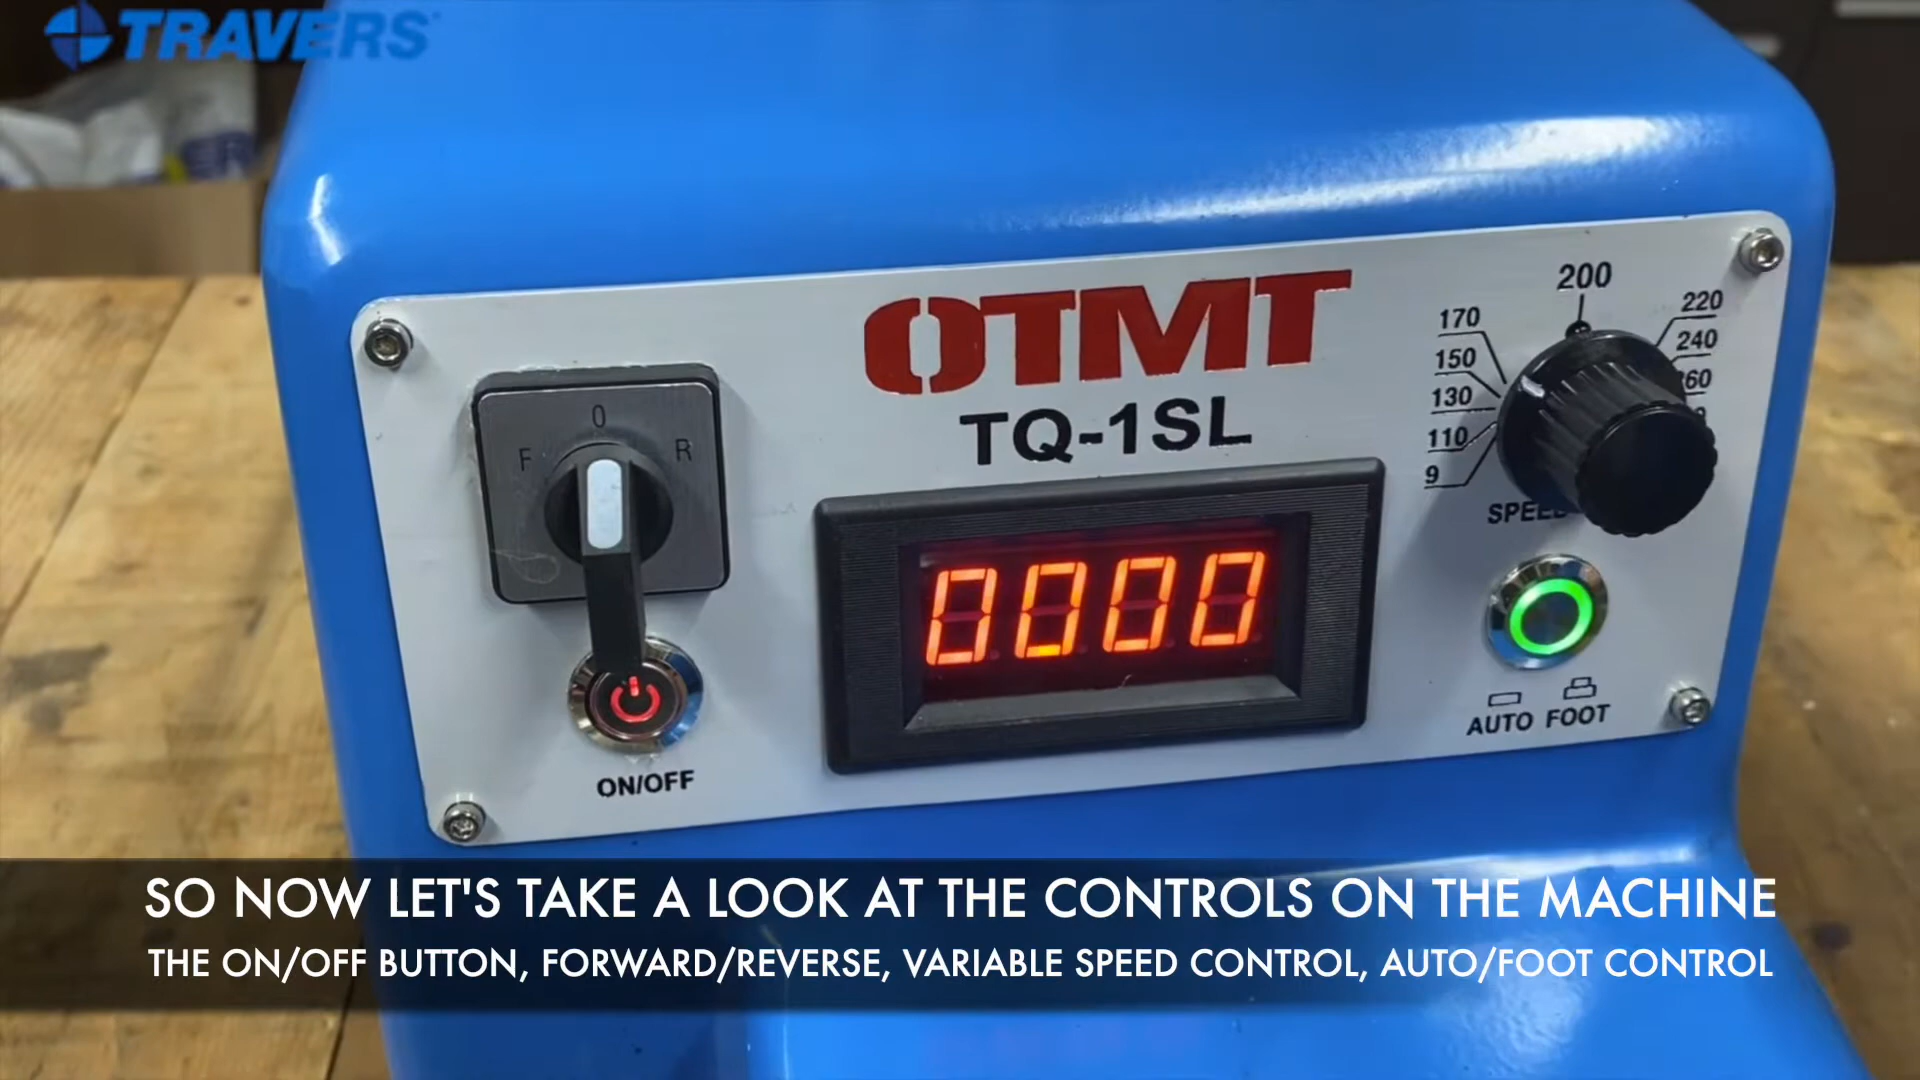 TRAVERS
OTMT
TQ-1SL
O
F
R
ON/OFF
0000
200
170
150
130
110
9
220
240
SPEED
AUTO FOOT
SO NOW LET'S TAKE A LOOK AT THE CONTROLS ON THE MACHINE
THE ON/OFF BUTTON, FORWARD/REVERSE, VARIABLE SPEED CONTROL, AUTO/FOOT CONTROL